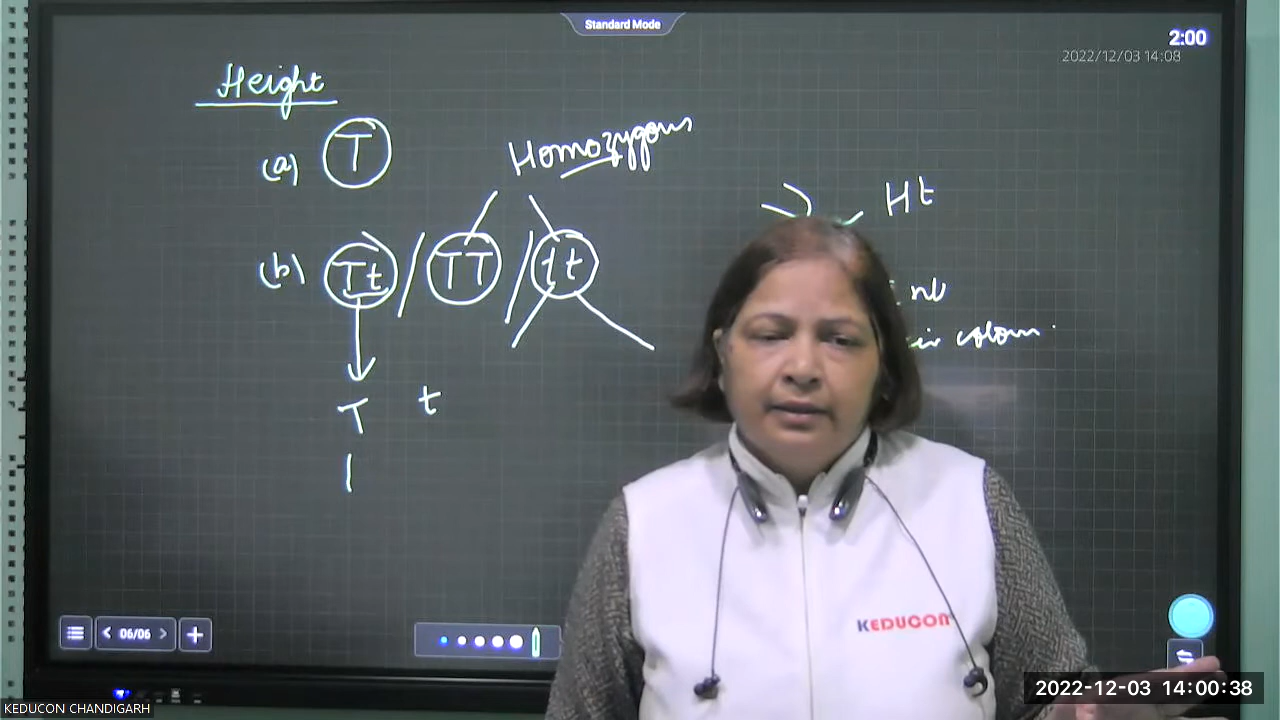 Standard Mode
2:00
2022/12/03 14:08
Height
(a) T
Homozygous
Ht
(b) Tt / TT / tt
colour
T t
KEDUCON
06/06
2022-12-03 14:00:38
KEDUCON CHANDIGARH